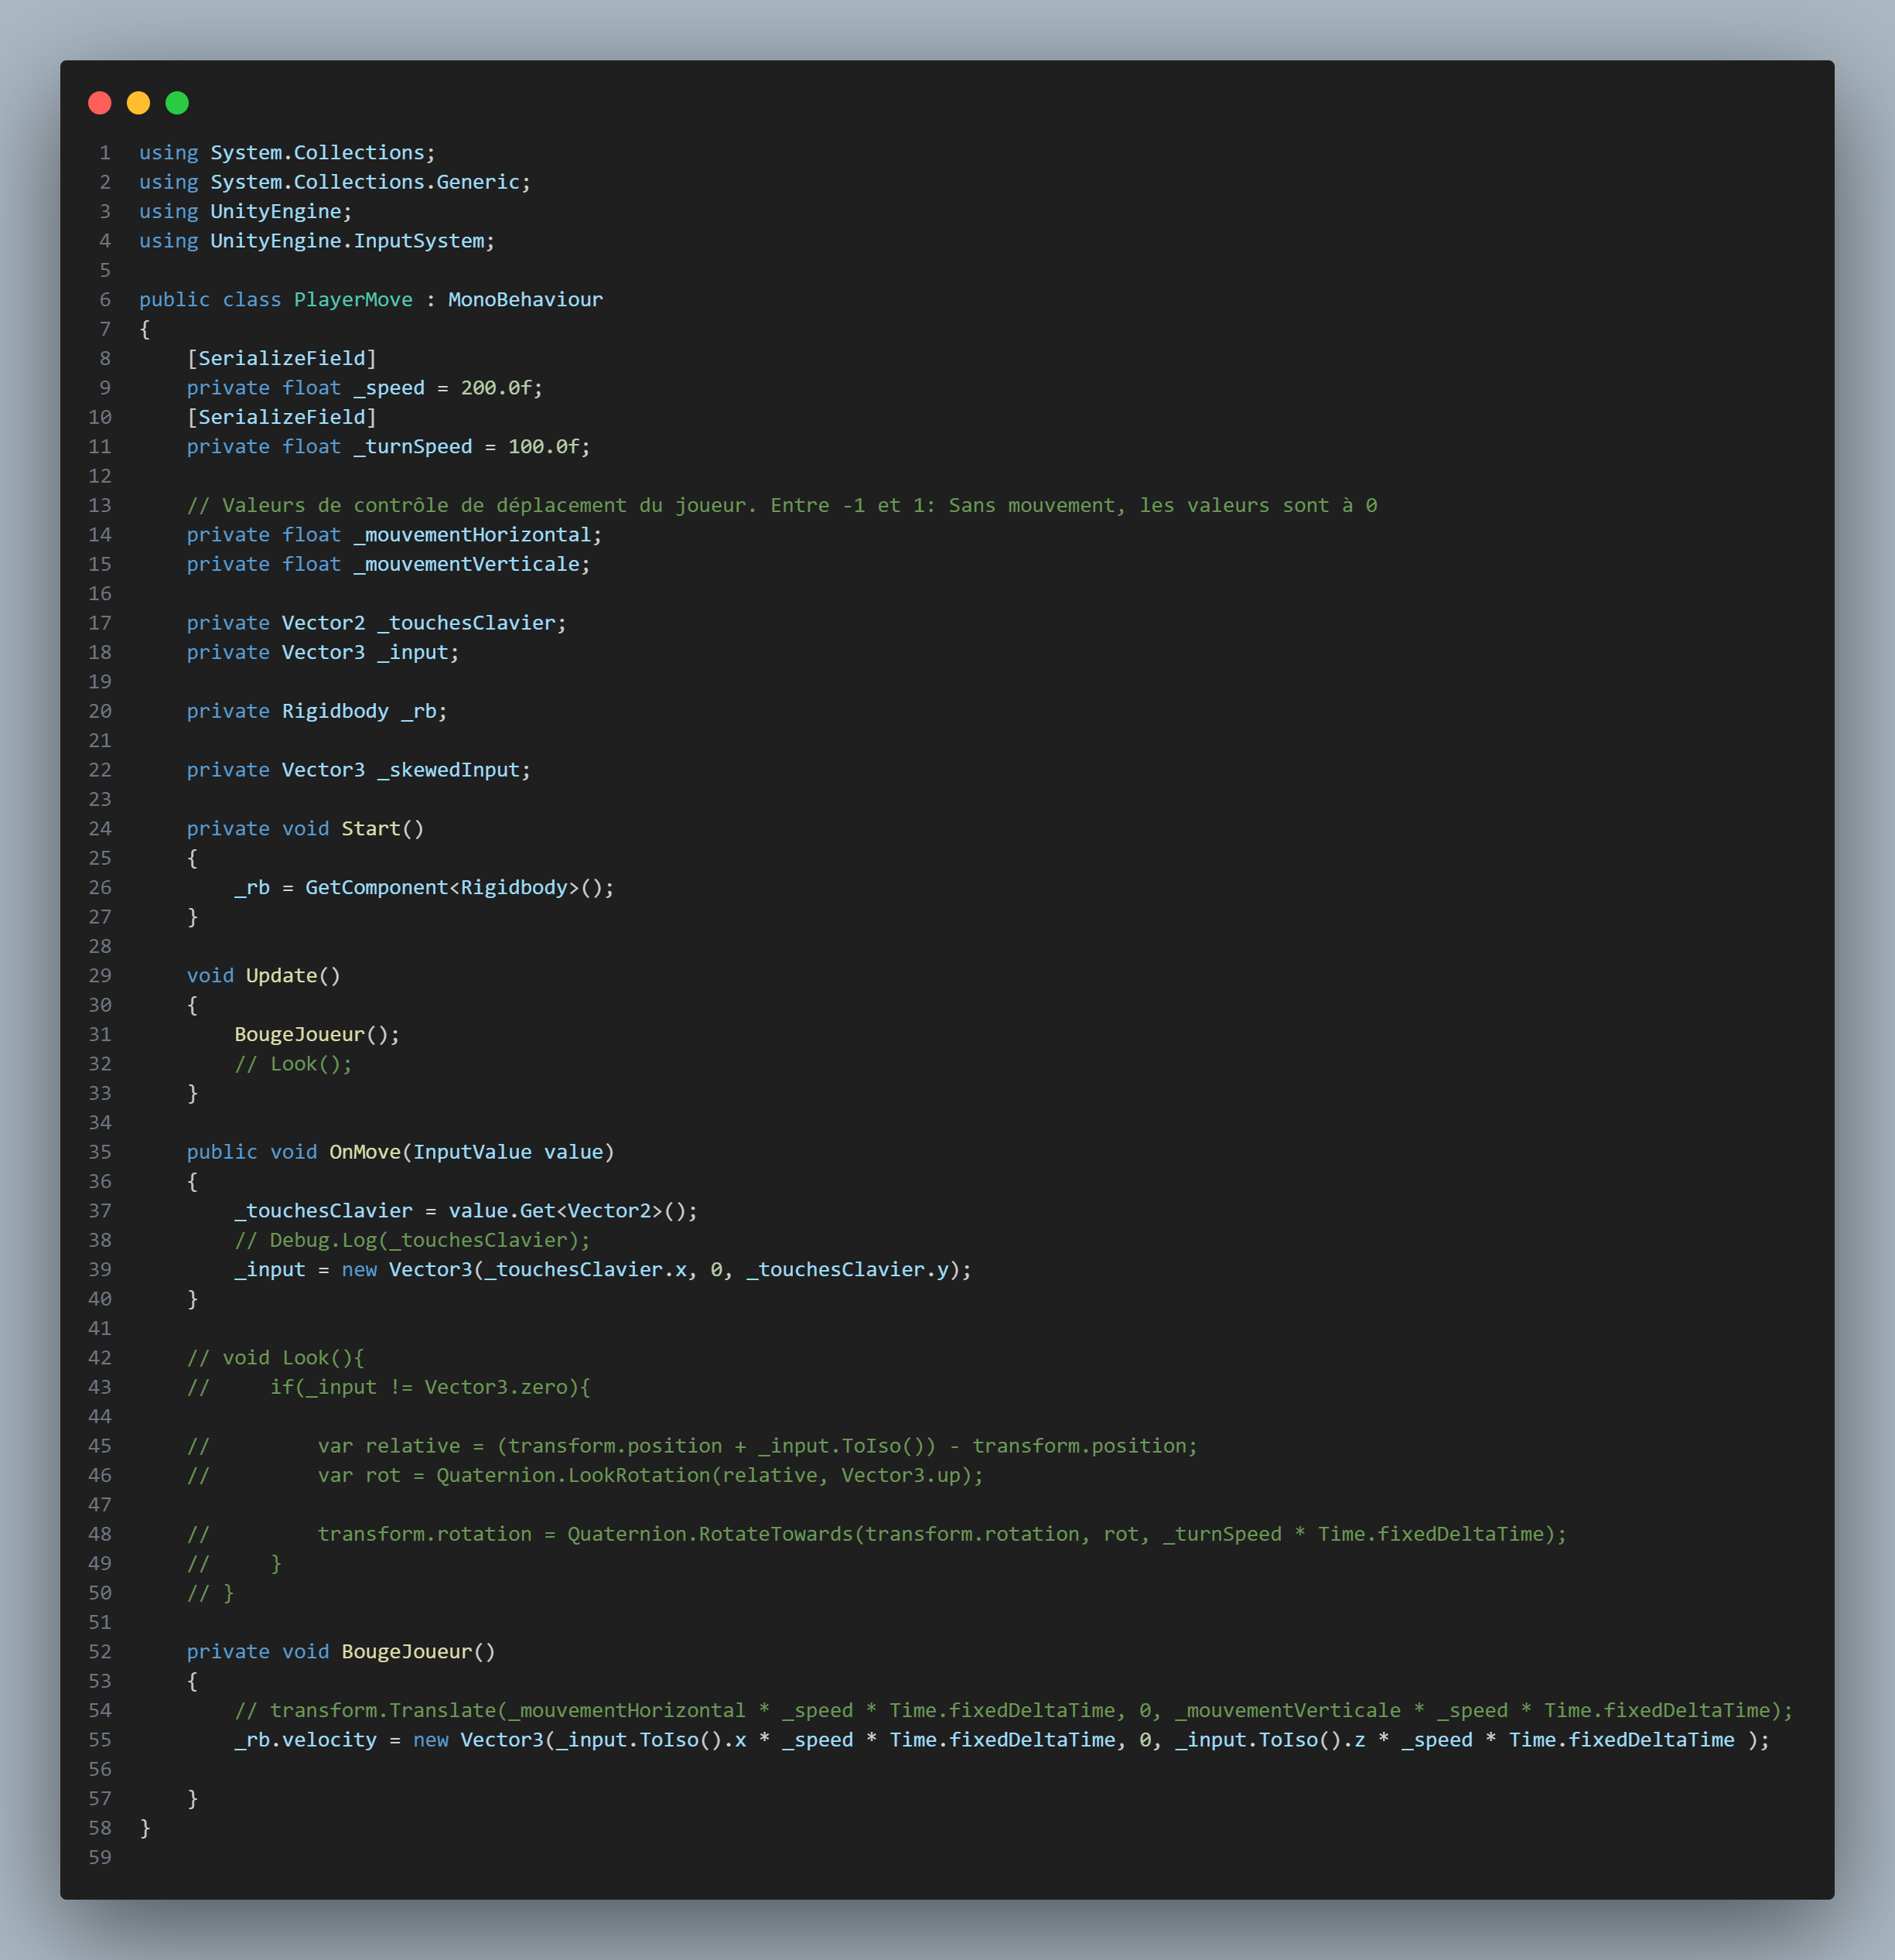 1 using System.Collections;
2 using System.Collections.Generic;
3 using UnityEngine;
4 using UnityEngine.InputSystem;
5
6 public class PlayerMove : MonoBehaviour
7 {
8     [SerializeField]
9     private float _speed = 200.0f;
10     [SerializeField]
11     private float _turnSpeed = 100.0f;
12
13     // Valeurs de contrôle de déplacement du joueur. Entre -1 et 1: Sans mouvement, les valeurs sont à 0
14     private float _mouvementHorizontal;
15     private float _mouvementVerticale;
16
17     private Vector2 _touchesClavier;
18     private Vector3 _input;
19
20     private Rigidbody _rb;
21
22     private Vector3 _skewedInput;
23
24     private void Start()
25     {
26         _rb = GetComponent<Rigidbody>();
27     }
28
29     void Update()
30     {
31         BougeJoueur();
32         // Look();
33     }
34
35     public void OnMove(InputValue value)
36     {
37         _touchesClavier = value.Get<Vector2>();
38         // Debug.Log(_touchesClavier);
39         _input = new Vector3(_touchesClavier.x, 0, _touchesClavier.y);
40     }
41
42     // void Look(){
43     //     if(_input != Vector3.zero){
44
45     //         var relative = (transform.position + _input.ToIso()) - transform.position;
46     //         var rot = Quaternion.LookRotation(relative, Vector3.up);
47
48     //         transform.rotation = Quaternion.RotateTowards(transform.rotation, rot, _turnSpeed * Time.fixedDeltaTime);
49     //     }
50     // }
51
52     private void BougeJoueur()
53     {
54         // transform.Translate(_mouvementHorizontal * _speed * Time.fixedDeltaTime, 0, _mouvementVerticale * _speed * Time.fixedDeltaTime);
55         _rb.velocity = new Vector3(_input.ToIso().x * _speed * Time.fixedDeltaTime, 0, _input.ToIso().z * _speed * Time.fixedDeltaTime );
56
57     }
58 }
59